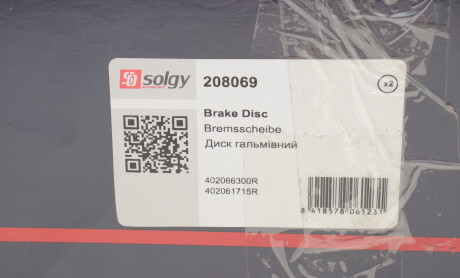 solgy
208069
x2
Brake Disc
Bremsscheibe
Диск гальмівний
402066300R
402061715R
8 418578 061231